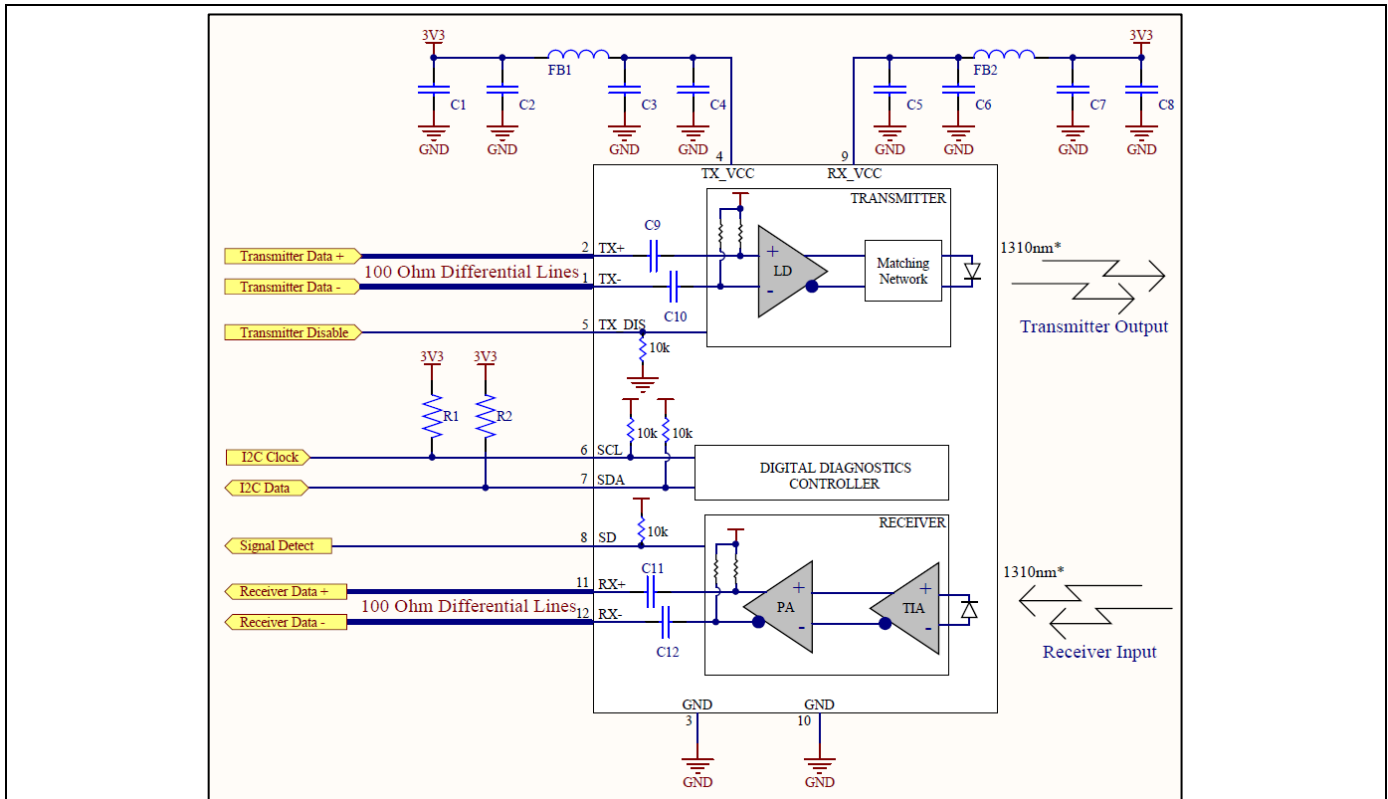 3V3
3V3
FB1
FB2
C1
C2
C3
C4
C5
C6
C7
C8
GND
GND
GND
GND
GND
GND
GND
GND
4
9
TX_VCC
RX_VCC
TRANSMITTER
C9
Transmitter Data +
2
TX+
1310nm*
100 Ohm Differential Lines
+
LD
-
Matching
Network
Transmitter Data -
1
TX-
C10
Transmitter Output
Transmitter Disable
5
TX_DIS
10k
3V3
3V3
R1
R2
10k
10k
I2C Clock
6
SCL
DIGITAL DIAGNOSTICS
CONTROLLER
I2C Data
7
SDA
RECEIVER
10k
Signal Detect
8
SD
C11
1310nm*
Receiver Data +
11
RX+
+
+
100 Ohm Differential Lines
PA
TIA
-
-
Receiver Data -
12
RX-
C12
Receiver Input
GND
GND
3
10
GND
GND